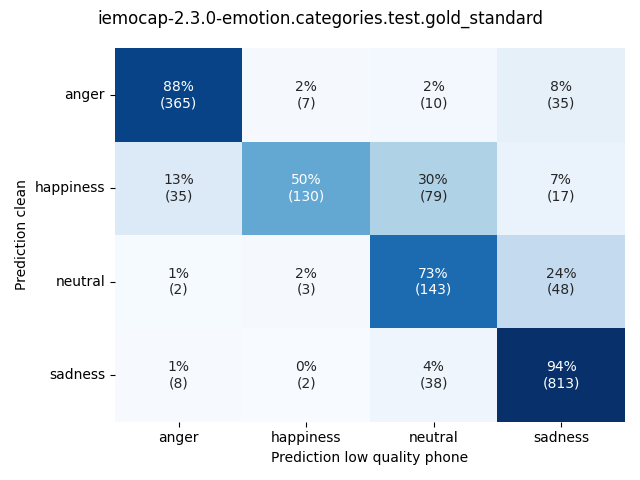 iemocap-2.3.0-emotion.categories.test.gold_standard
Prediction clean
anger
88%
(365)
2%
(7)
2%
(10)
8%
(35)
happiness
13%
(35)
50%
(130)
30%
(79)
7%
(17)
neutral
1%
(2)
2%
(3)
73%
(143)
24%
(48)
sadness
1%
(8)
0%
(2)
4%
(38)
94%
(813)
anger
happiness
neutral
sadness
Prediction low quality phone